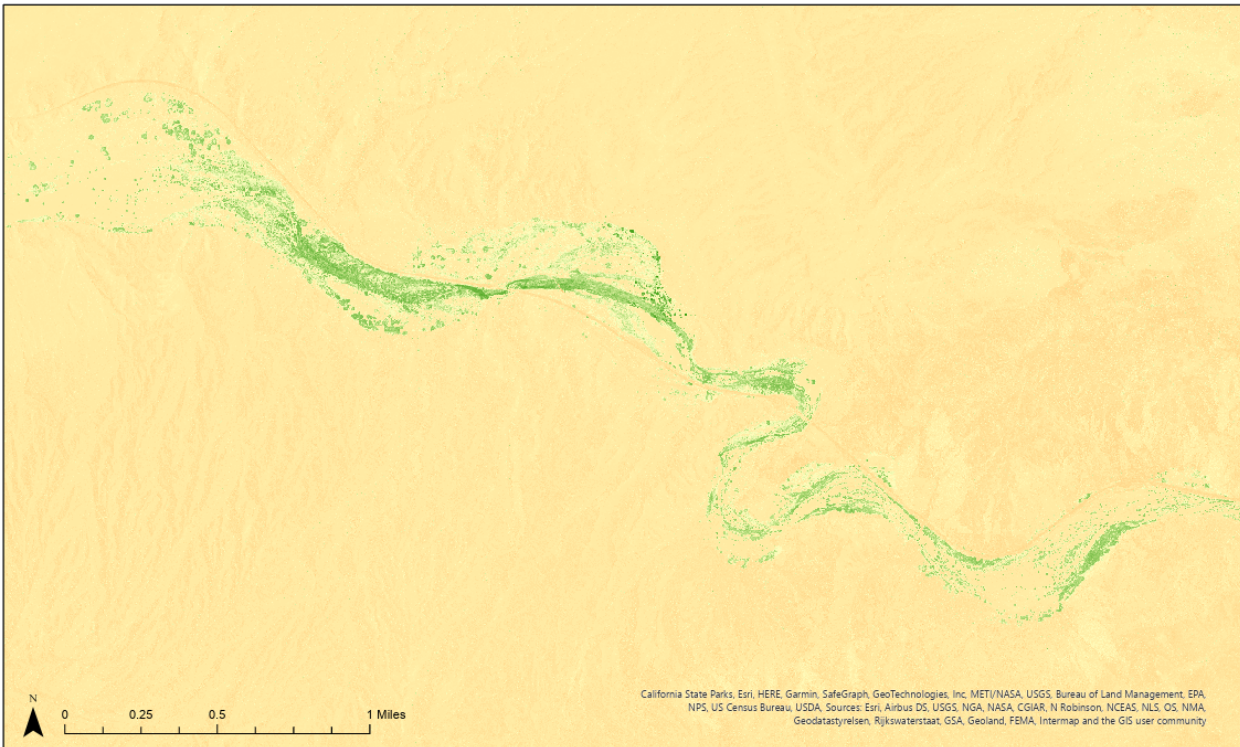 N
0 0.25 0.5 1 Miles
California State Parks, Esri, HERE, Garmin, SafeGraph, GeoTechnologies, Inc, METI/NASA, USGS, Bureau of Land Management, EPA,
NPS, US Census Bureau, USDA, Sources: Esri, Airbus DS, USGS, NGA, NASA, CGIAR, N Robinson, NCEAS, NLS, OS, NMA,
Geodatastyrelsen, Rijkswaterstaat, GSA, Geoland, FEMA, Intermap and the GIS user community